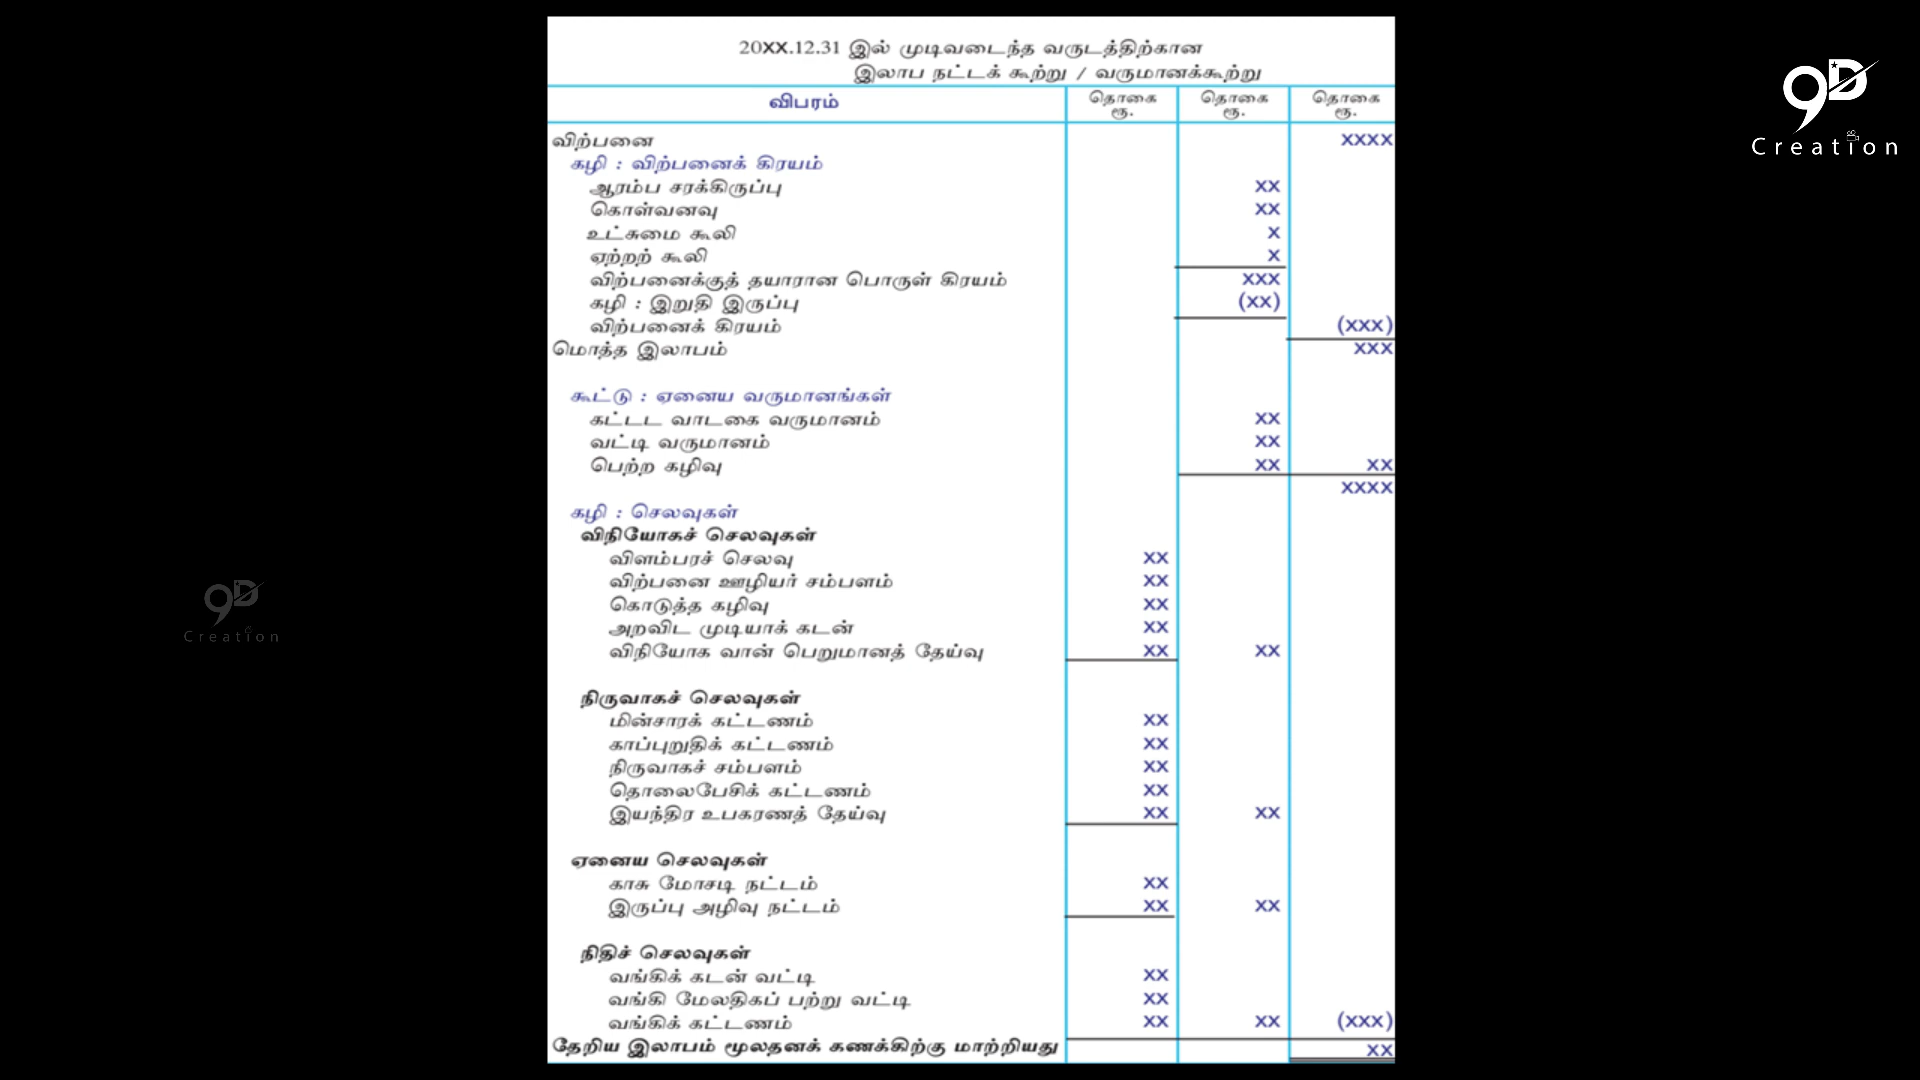 20XX.12.31 இல் முடிவடைந்த வருடத்திற்கான
இலாப நட்டக் கூற்று / வருமானக்கூற்று
விபரம் தொகை ரூ. தொகை ரூ. தொகை ரூ.
விற்பனை xxxx
கழி : விற்பனைக் கிரயம்
ஆரம்ப சரக்கிருப்பு xx
கொள்வனவு xx
உட்சுமை கூலி x
ஏற்றற் கூலி x
விற்பனைக்குத் தயாரான பொருள் கிரயம் xxx
கழி : இறுதி இருப்பு (xx)
விற்பனைக் கிரயம் (xxx)
மொத்த இலாபம் xxx
கூட்டு : ஏனைய வருமானங்கள்
கட்டட வாடகை வருமானம் xx
வட்டி வருமானம் xx
பெற்ற கழிவு xx xx
xxxx
கழி : செலவுகள்
விநியோகச் செலவுகள்
விளம்பரச் செலவு xx
விற்பனை ஊழியர் சம்பளம் xx
கொடுத்த கழிவு xx
அறவிட முடியாக் கடன் xx
விநியோக வான் பெறுமானத் தேய்வு xx xx
நிருவாகச் செலவுகள்
மின்சாரக் கட்டணம் xx
காப்புறுதிக் கட்டணம் xx
நிருவாகச் சம்பளம் xx
தொலைபேசிக் கட்டணம் xx
இயந்திர உபகரணத் தேய்வு xx xx
ஏனைய செலவுகள்
காசு மோசடி நட்டம் xx
இருப்பு அழிவு நட்டம் xx xx
நிதிச் செலவுகள்
வங்கிக் கடன் வட்டி xx
வங்கி மேலதிகப் பற்று வட்டி xx
வங்கிக் கட்டணம் xx xx (xxx)
தேறிய இலாபம் மூலதனக் கணக்கிற்கு மாற்றியது xx
9D
Creation
9D
Creation